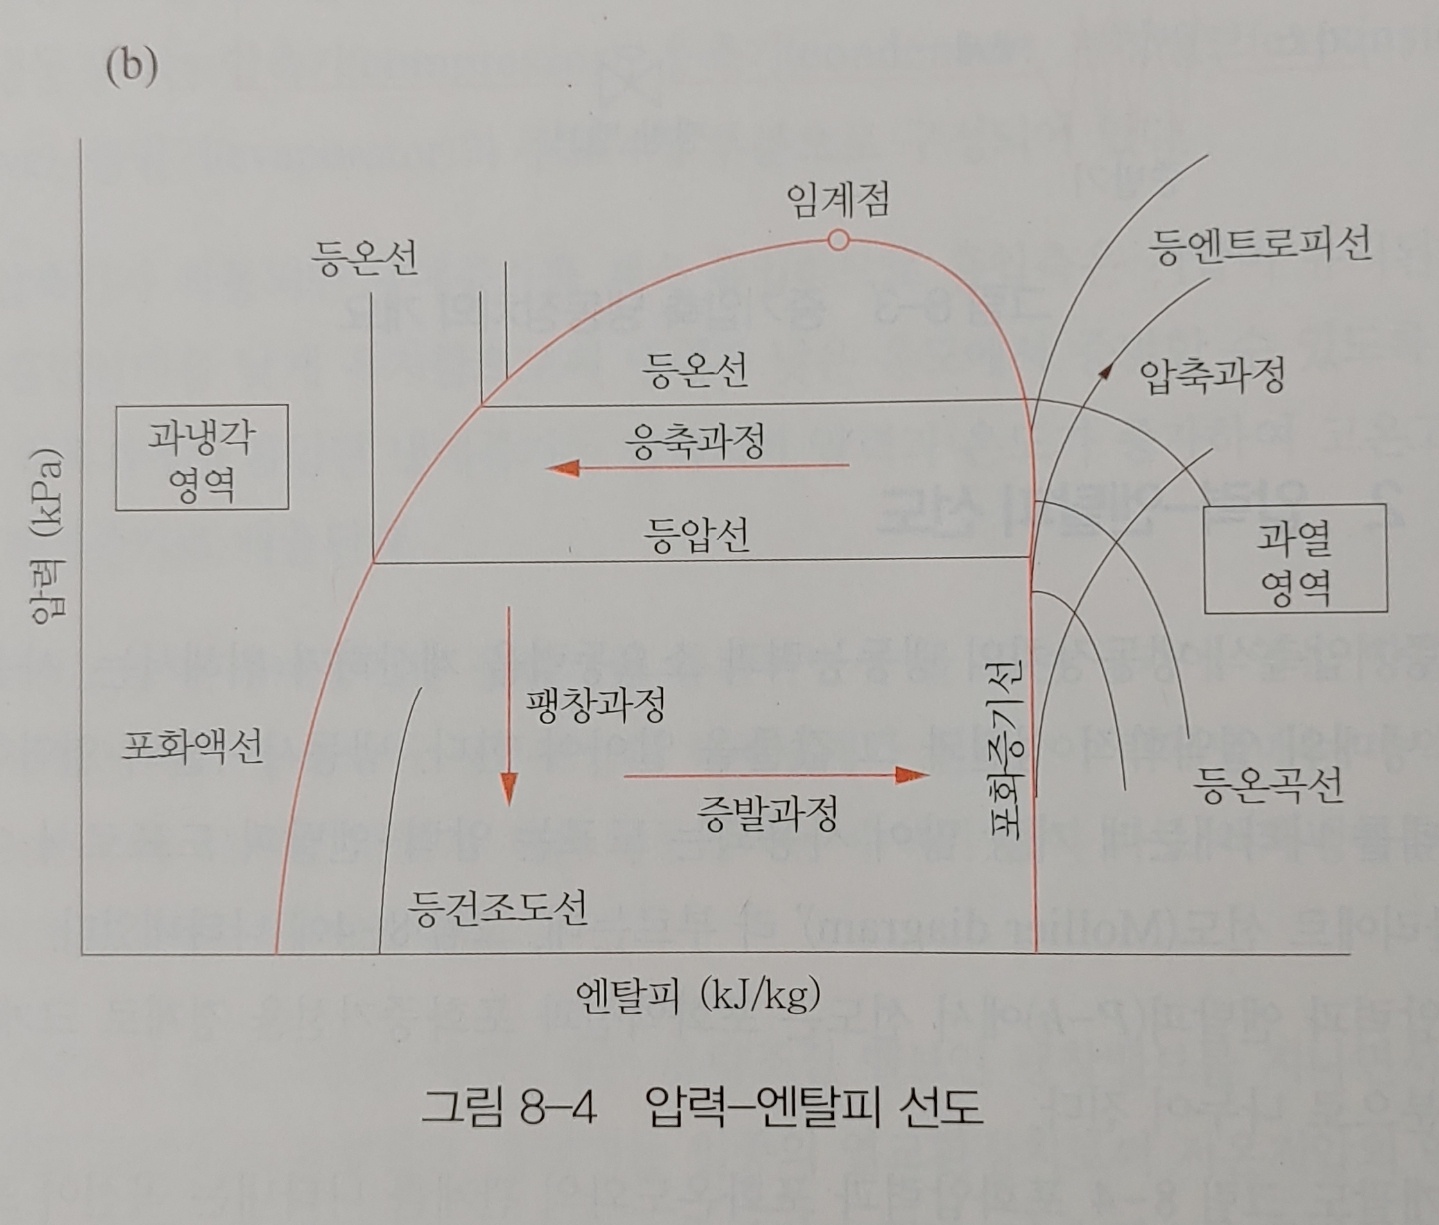 (b)
임계점
등온선
등엔트로피선
등온선
압축과정
과냉각
영역
응축과정
등압선
과열
영역
압력 (kPa)
팽창과정
포화증기선
포화액선
증발과정
등온곡선
등건조도선
엔탈피 (kJ/kg)
그림 8-4 압력-엔탈피 선도